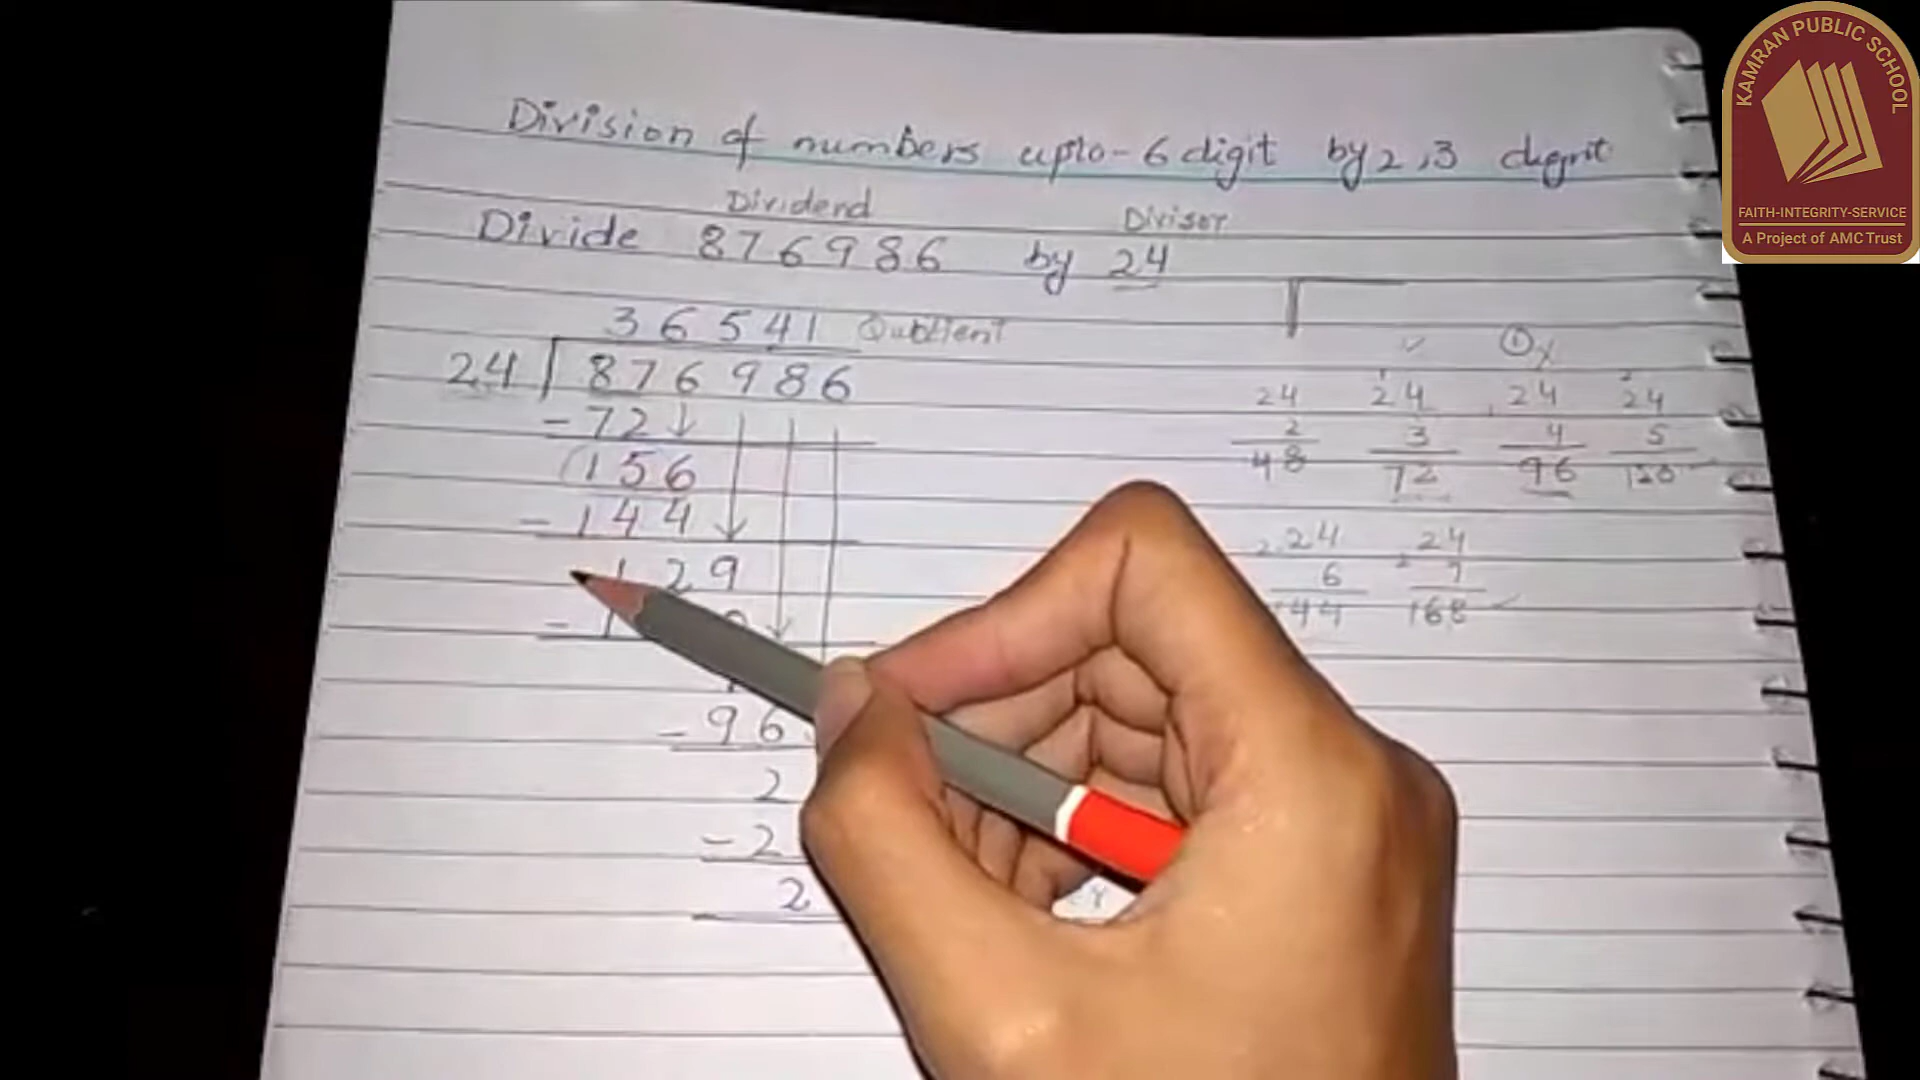 KAMRAN PUBLIC SCHOOL
FAITH-INTEGRITY-SERVICE
A Project of AMC Trust
Division of numbers upto-6 digit by 2,3 digit
Dividend Divisor
Divide 876986 by 24
36541 Quotient
24 876986
-72
156
-144
129
-1
-96
2
-2
2
1
24 24 24 24
2 3 4 5
48 72 96 120
24 24
6 7
144 168